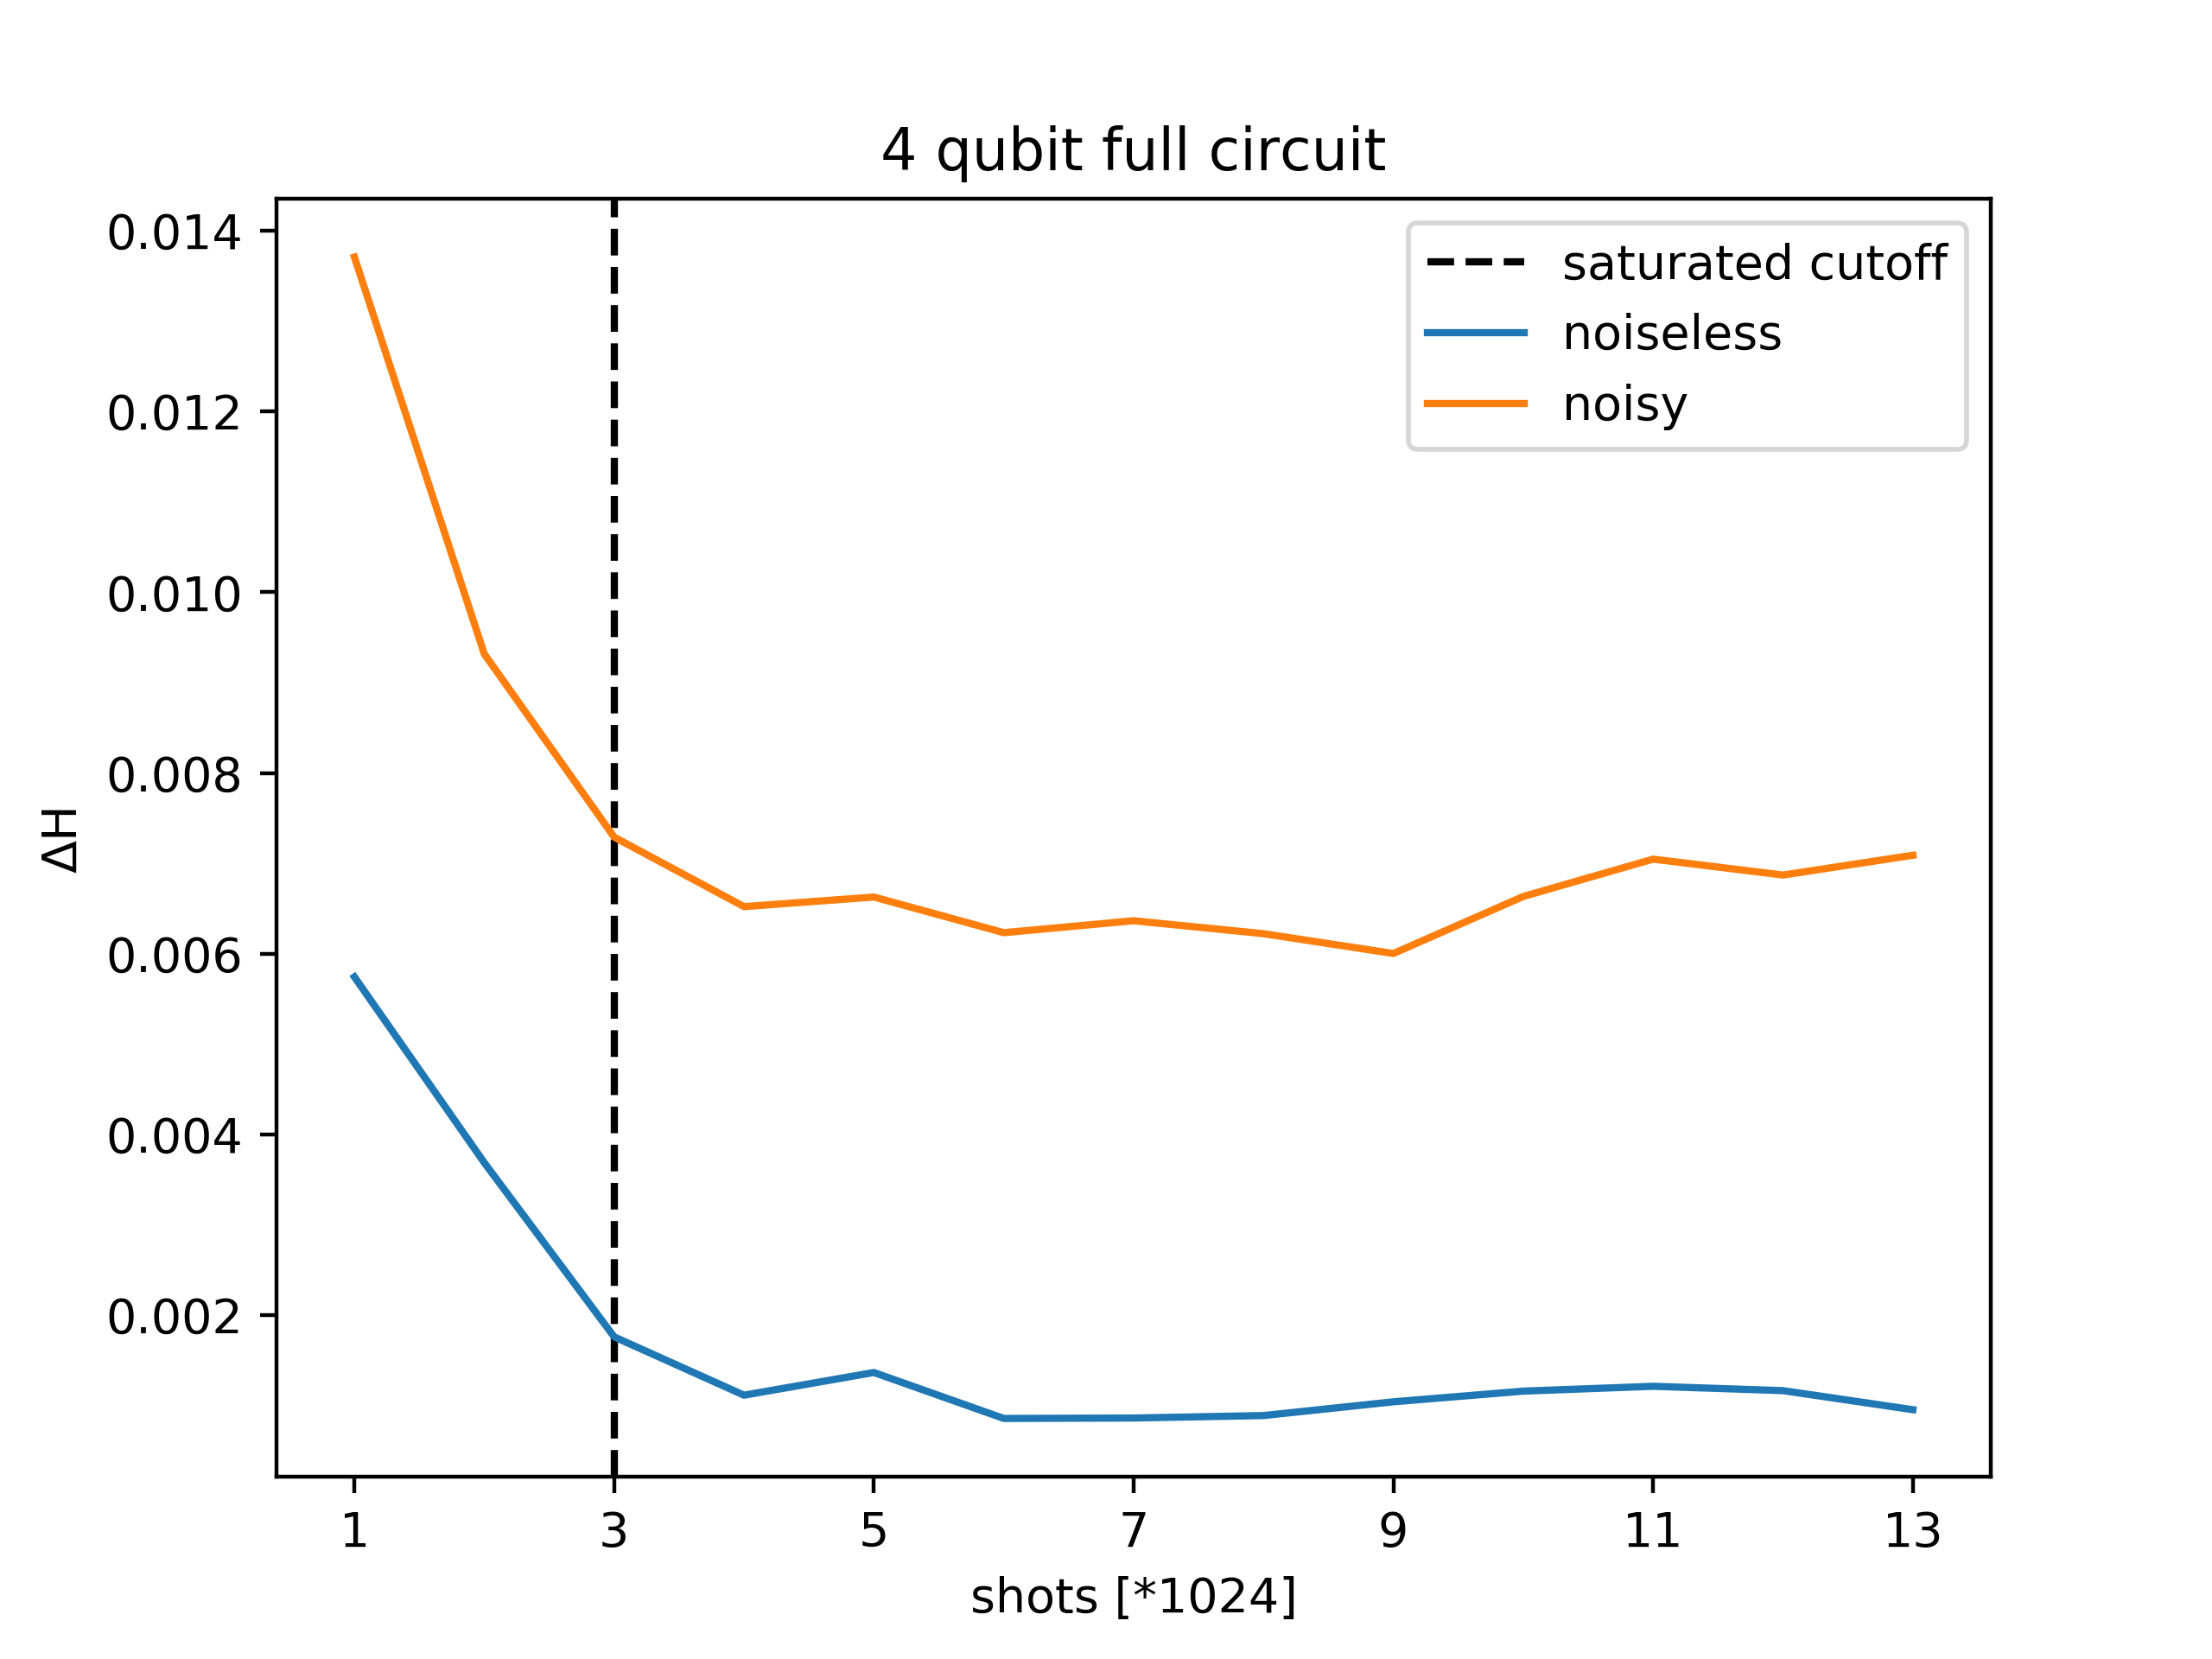 4 qubit full circuit
saturated cutoff
noiseless
noisy
0.014
0.012
0.010
0.008
0.006
0.004
0.002
ΔH
1 3 5 7 9 11 13
shots [*1024]